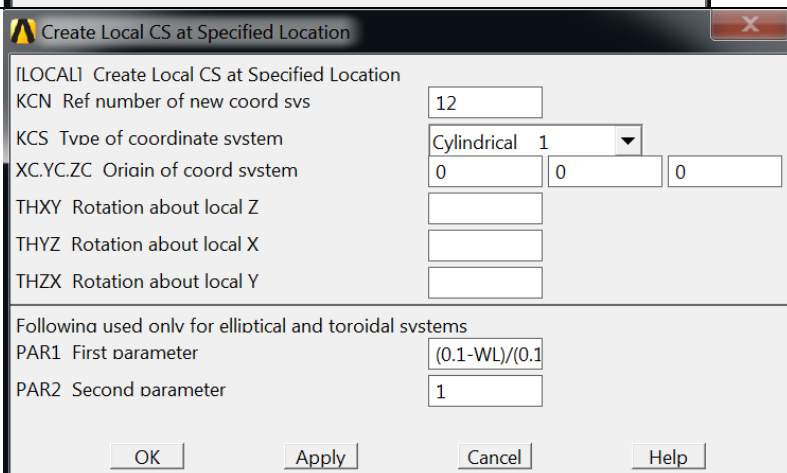 Create Local CS at Specified Location
[LOCAL] Create Local CS at Specified Location
KCN Ref number of new coord sys 12
KCS Type of coordinate system Cylindrical 1
XC,YC,ZC Origin of coord system 0 0 0
THXY Rotation about local Z
THYZ Rotation about local X
THZX Rotation about local Y
Following used only for elliptical and toroidal systems
PAR1 First parameter (0.1-WL)/(0.1
PAR2 Second parameter 1
OK Apply Cancel Help